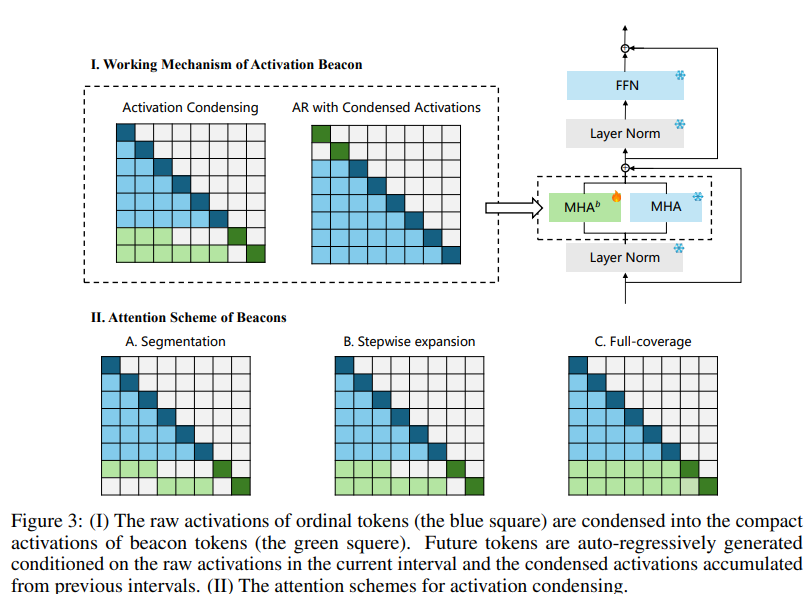 I. Working Mechanism of Activation Beacon
Activation Condensing
AR with Condensed Activations
FFN
Layer Norm
MHAᵇ
MHA
Layer Norm
II. Attention Scheme of Beacons
A. Segmentation
B. Stepwise expansion
C. Full-coverage
Figure 3: (I) The raw activations of ordinal tokens (the blue square) are condensed into the compact
activations of beacon tokens (the green squere). Future tokens are auto-regressively generated
conditioned on the raw activations in the current interval and the condensed activations accumulated
from previous intervals. (II) The attention schemes for activation condensing.